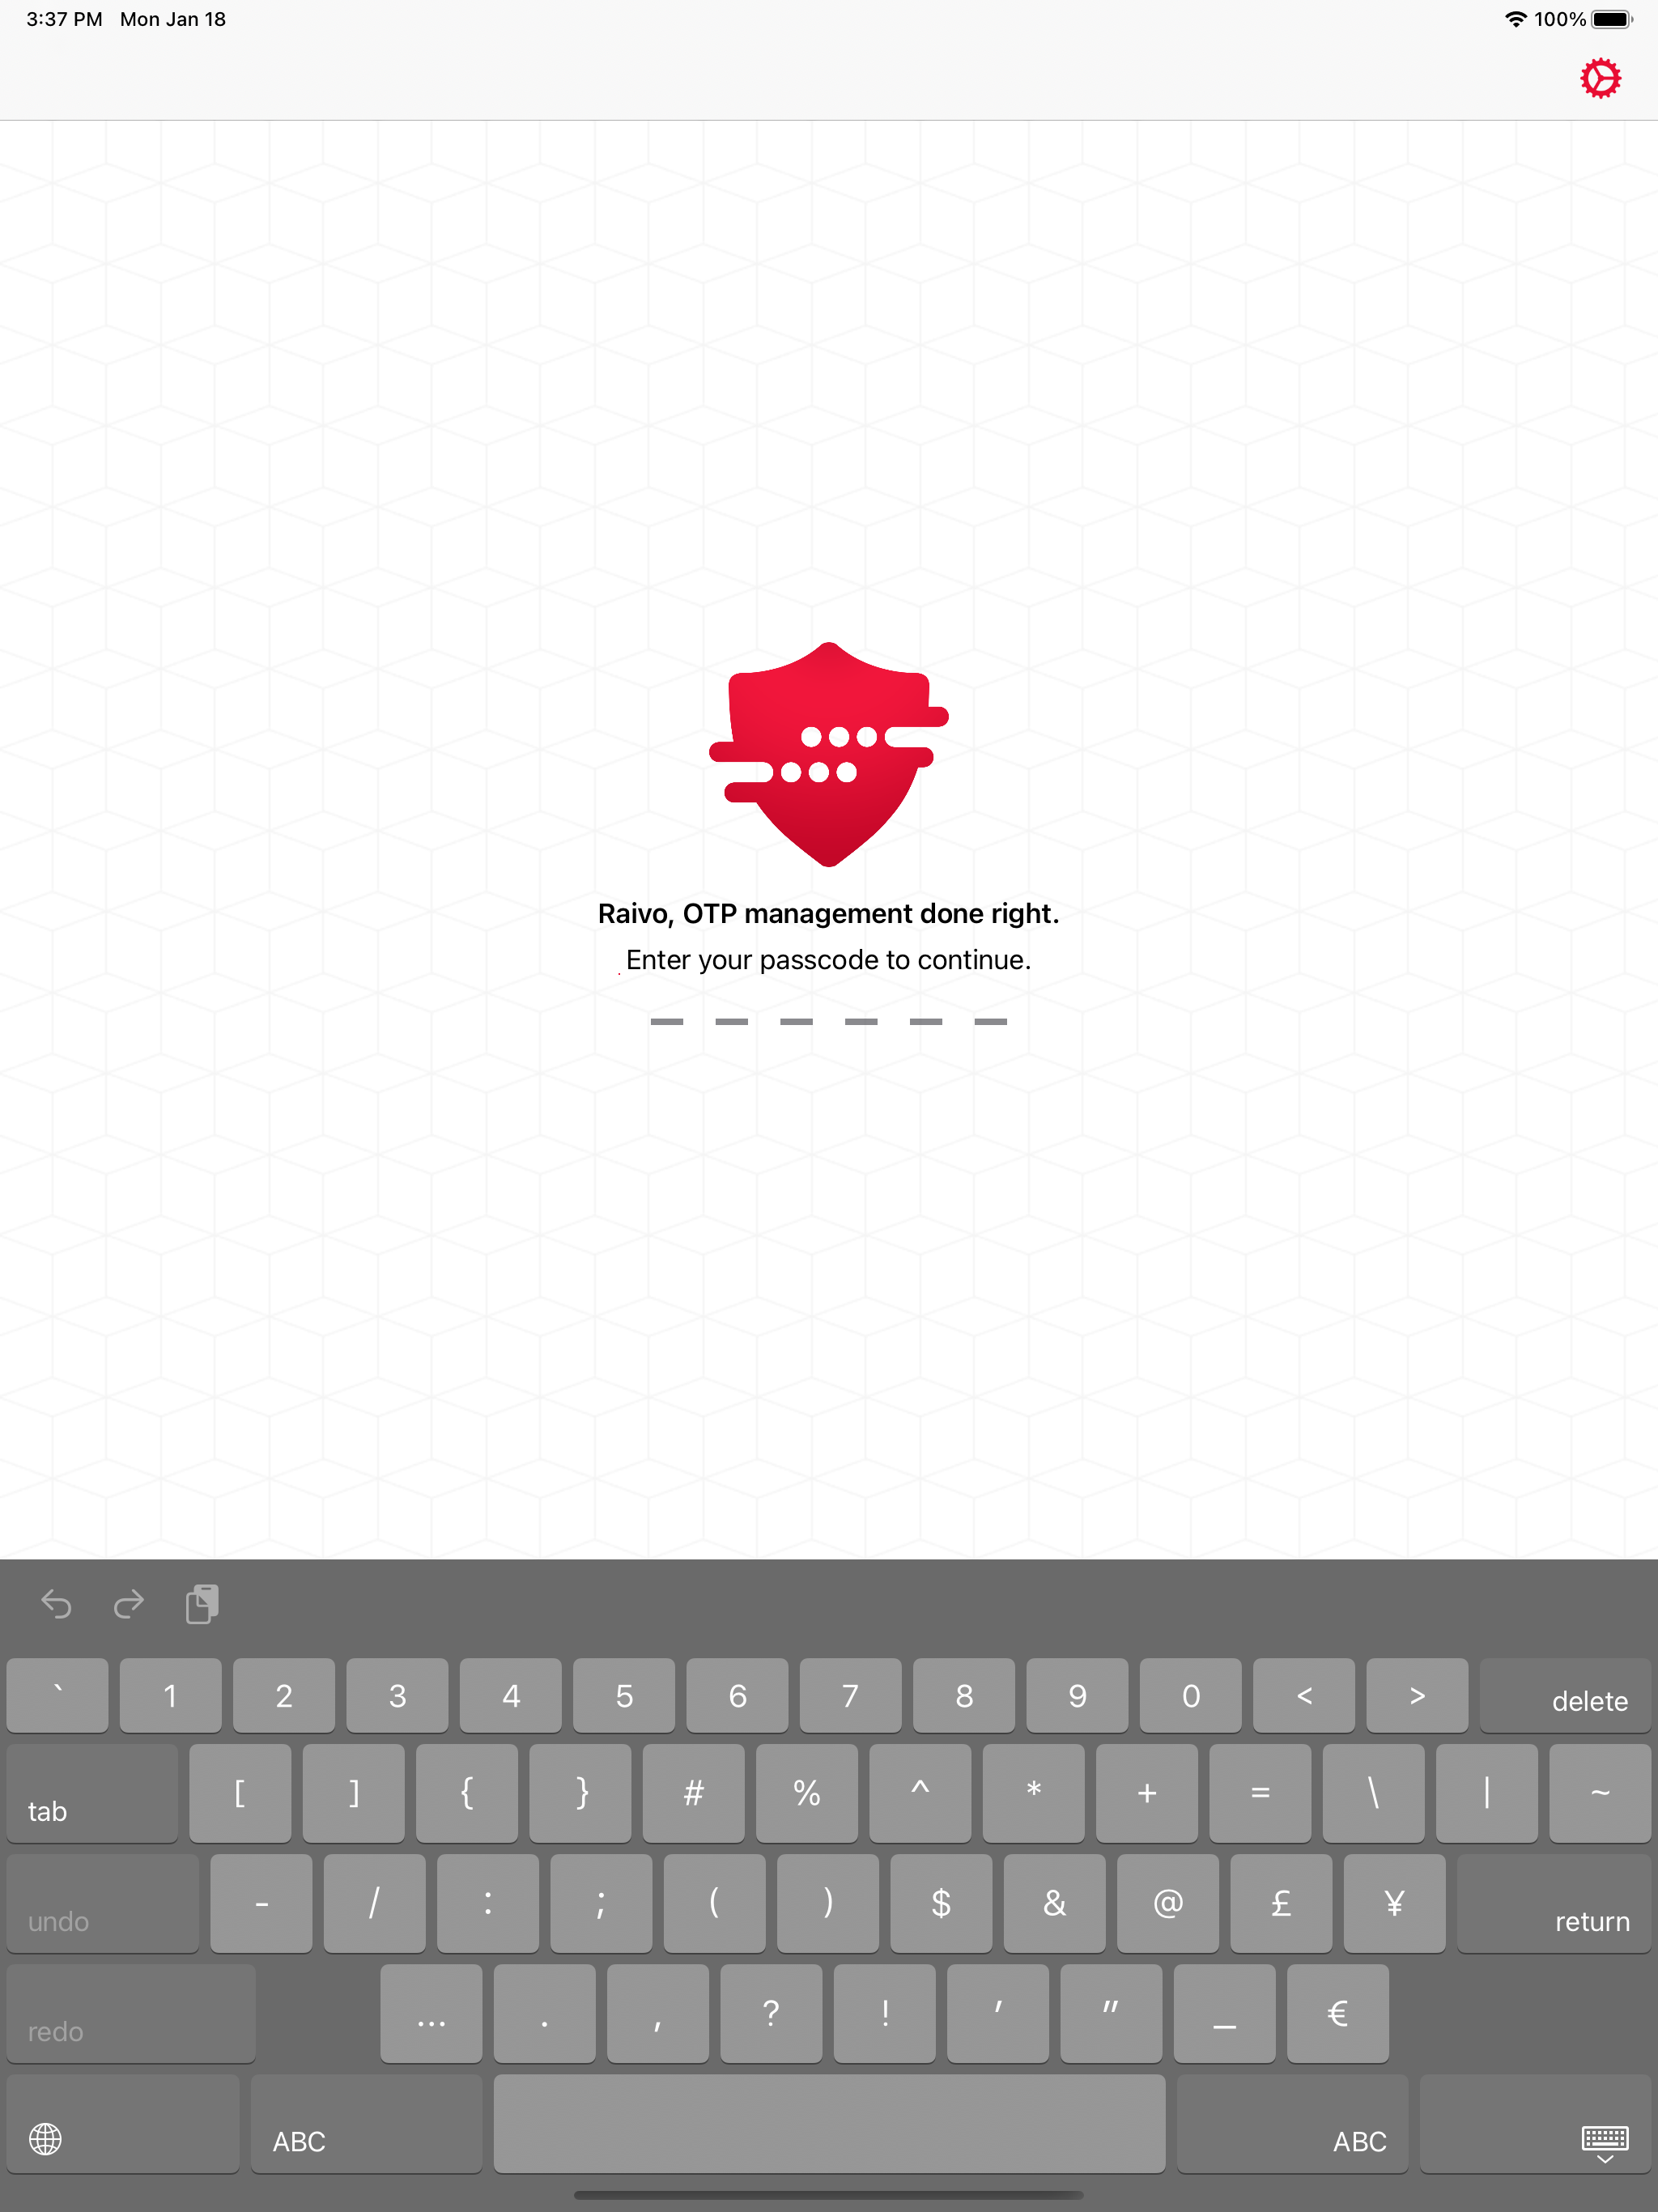 3:37 PM Mon Jan 18 100%
Raivo, OTP management done right.
Enter your passcode to continue.
` 1 2 3 4 5 6 7 8 9 0 < > delete
tab [ ] { } # % ^ * + = \ | ~
undo - / : ; ( ) $ & @ £ ¥ return
redo … . , ? ! ' " _ €
ABC ABC